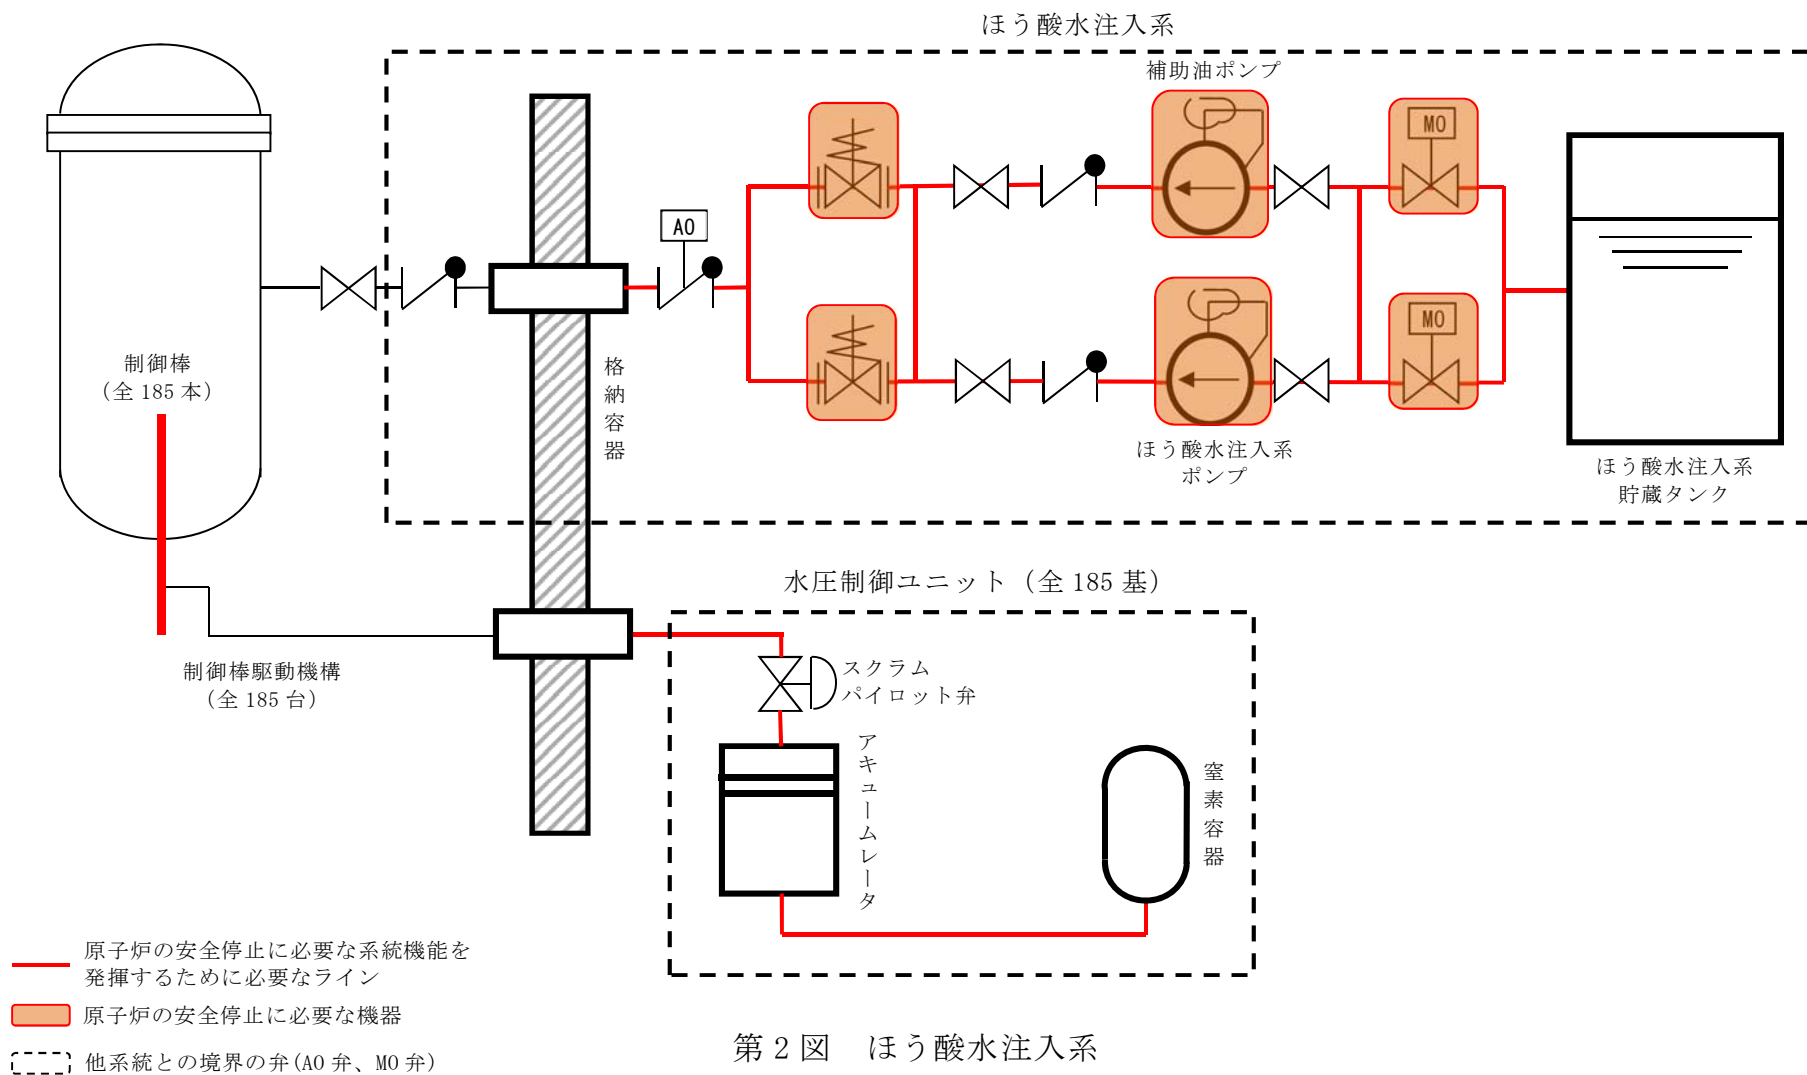 ほう酸水注入系
補助油ポンプ
MO
AO
MO
制御棒
（全 185 本）
格納容器
ほう酸水注入系
ポンプ
ほう酸水注入系
貯蔵タンク
水圧制御ユニット（全 185 基）
制御棒駆動機構
（全 185 台）
スクラム
パイロット弁
アキュームレータ
窒素容器
原子炉の安全停止に必要な系統機能を
発揮するために必要なライン
原子炉の安全停止に必要な機器
他系統との境界の弁(AO 弁、MO 弁)
第２図　ほう酸水注入系